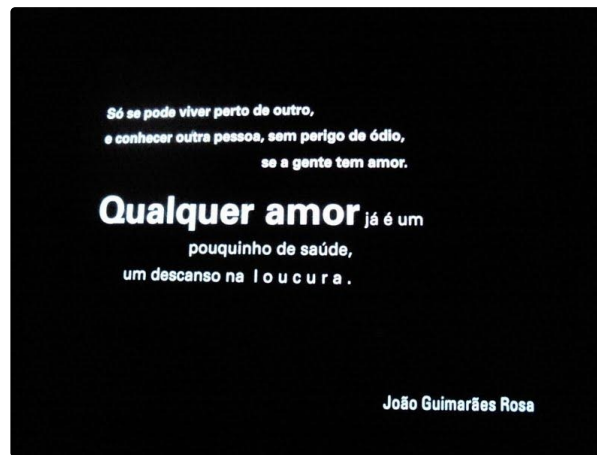 Só se pode viver perto de outro,
e conhecer outra pessoa, sem perigo de ódio,
se a gente tem amor.
Qualquer amor já é um
pouquinho de saúde,
um descanso na loucura.
João Guimarães Rosa